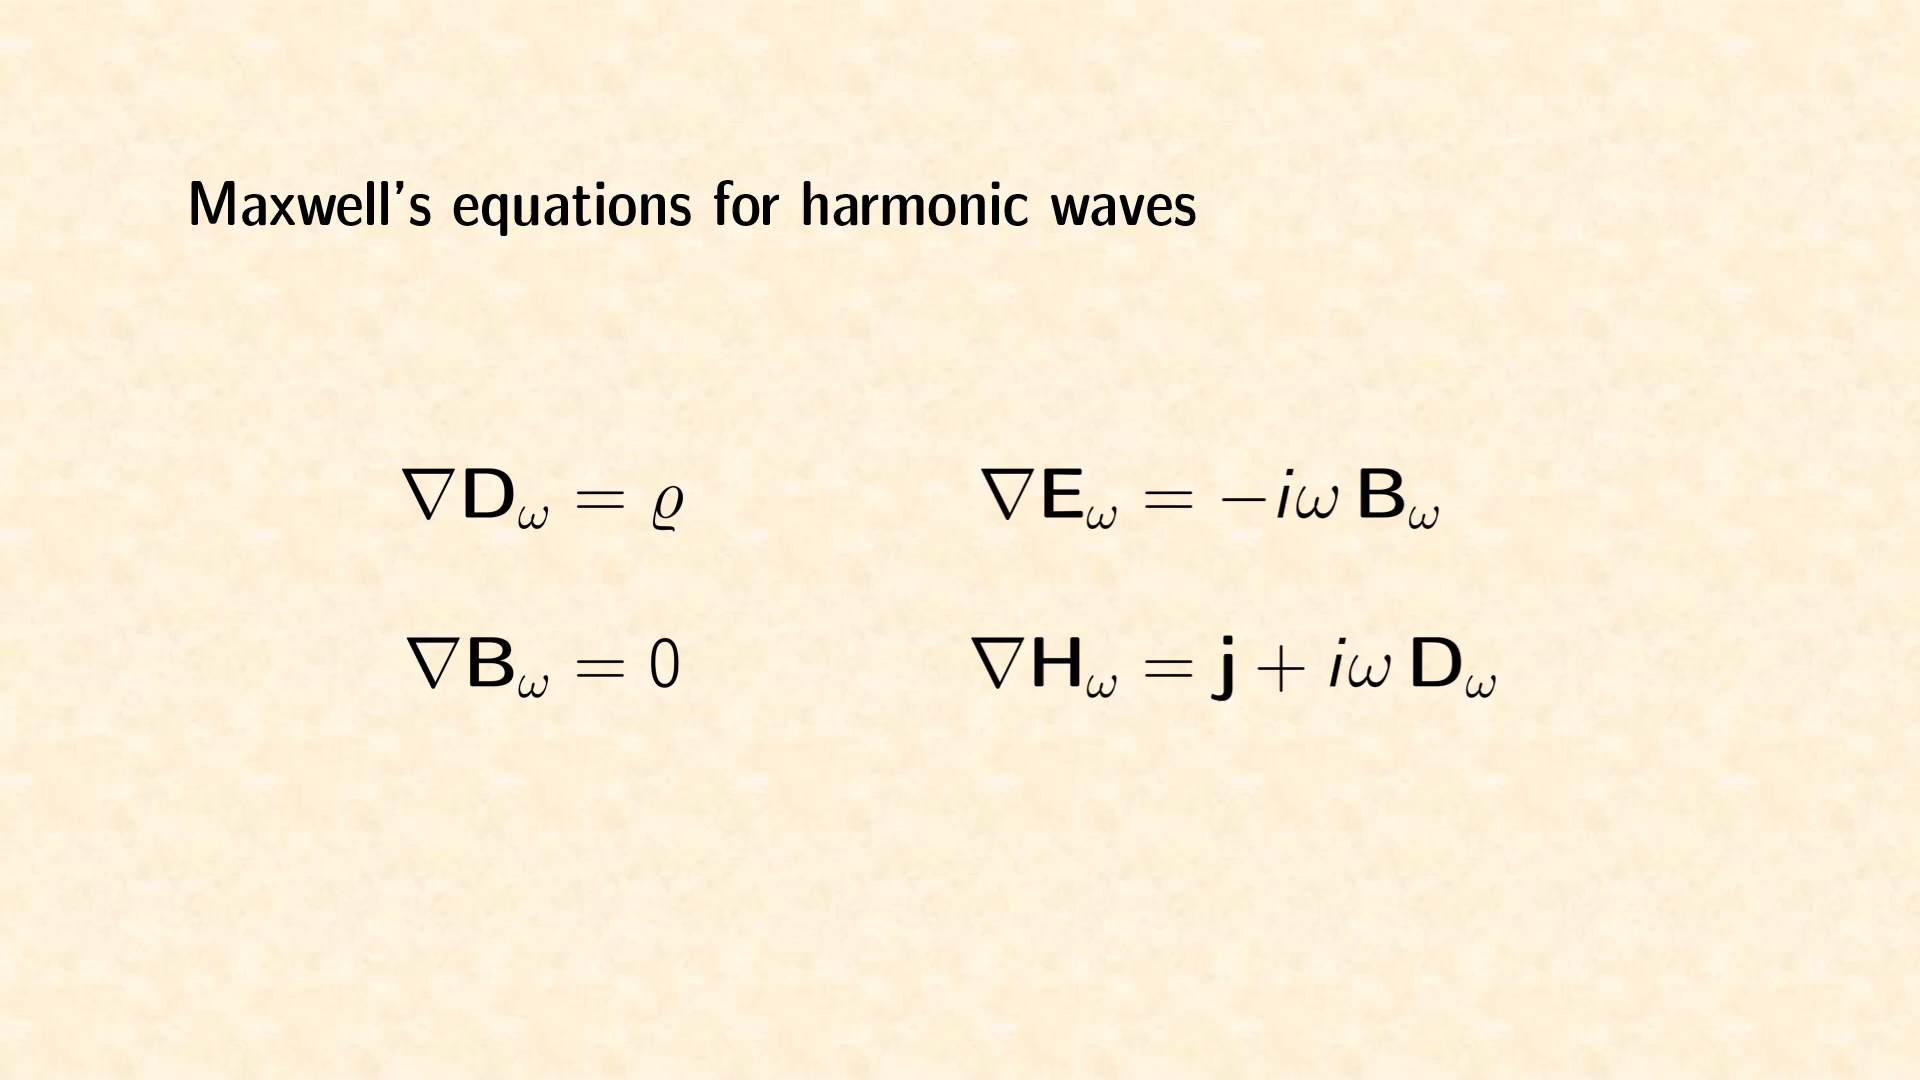 Maxwell's equations for harmonic waves
∇𝐃_ω = ϱ
∇𝐄_ω = −iω 𝐁_ω
∇𝐁_ω = 0
∇𝐇_ω = 𝐣 + iω 𝐃_ω